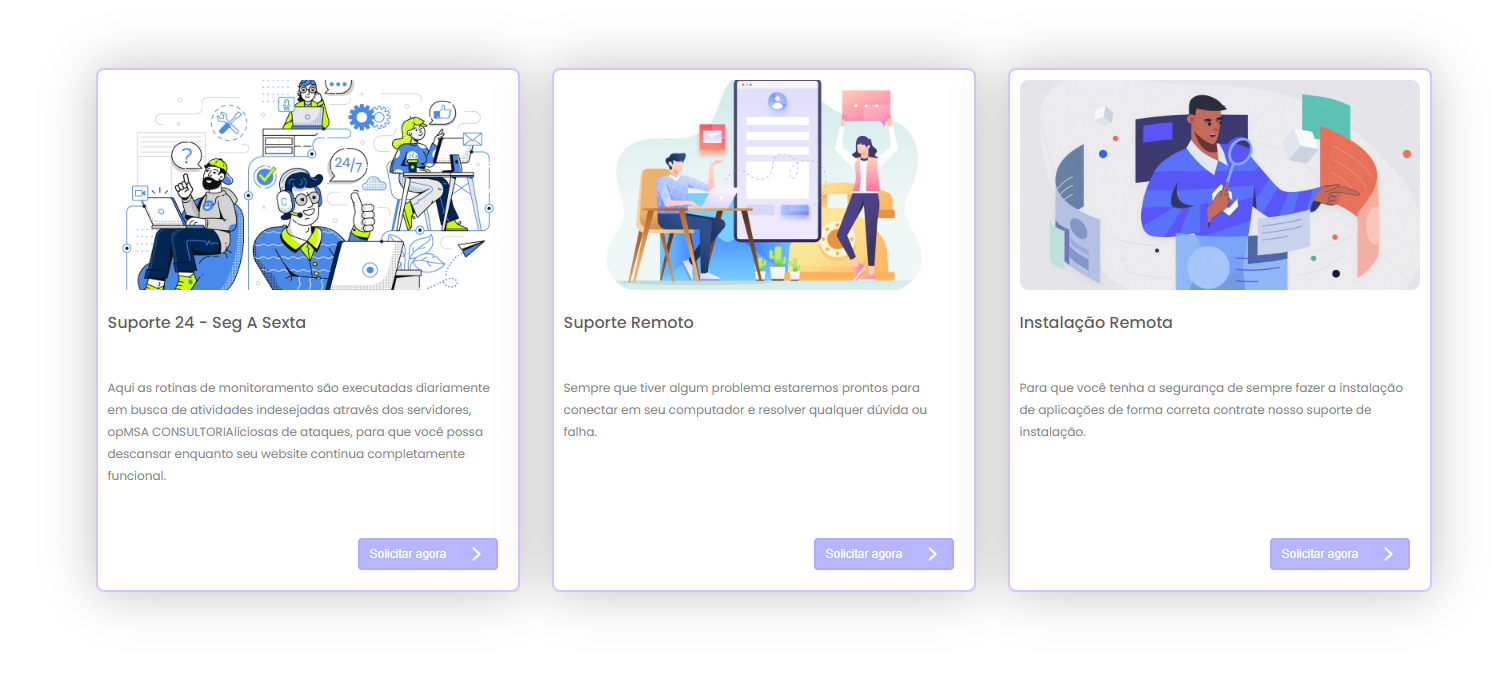 ?
24/7
C
Suporte 24 - Seg A Sexta
Aqui as rotinas de monitoramento são executadas diariamente
em busca de atividades indesejadas através dos servidores,
opMSA CONSULTORIAliciosas de ataques, para que você possa
descansar enquanto seu website continua completamente
funcional.
Solicitar agora
Suporte Remoto
Sempre que tiver algum problema estaremos prontos para
conectar em seu computador e resolver qualquer dúvida ou
falha.
Solicitar agora
Instalação Remota
Para que você tenha a segurança de sempre fazer a instalação
de aplicações de forma correta contrate nosso suporte de
instalação.
Solicitar agora